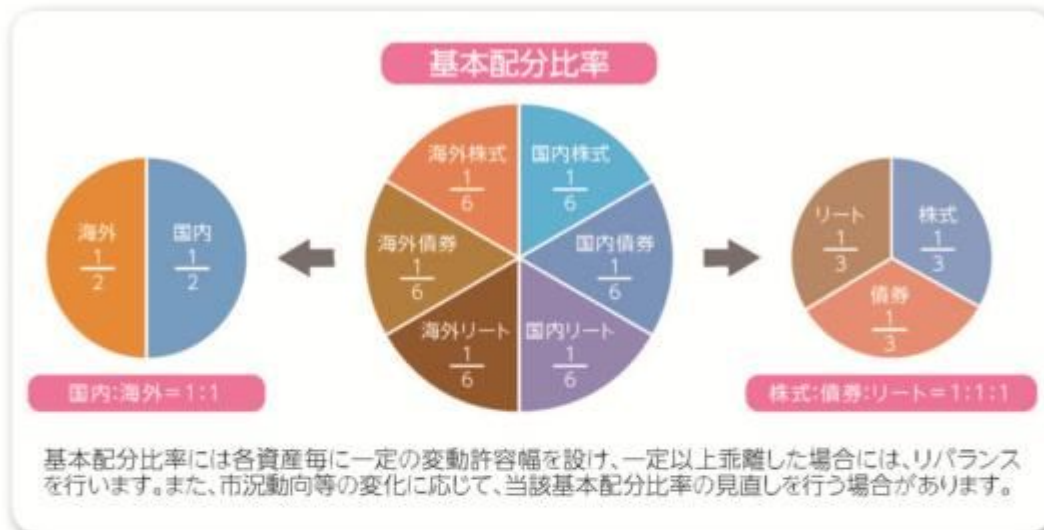 基本配分比率
海外
1
2
国内
1
2
国内:海外=1:1
海外株式
1
6
国内株式
1
6
海外債券
1
6
国内債券
1
6
海外リート
1
6
国内リート
1
6
リート
1
3
株式
1
3
債券
1
3
株式:債券:リート=1:1:1
基本配分比率には各資産毎に一定の変動許容幅を設け、一定以上乖離した場合には、リバランス
を行います。また、市況動向等の変化に応じて、当該基本配分比率の見直しを行う場合があります。